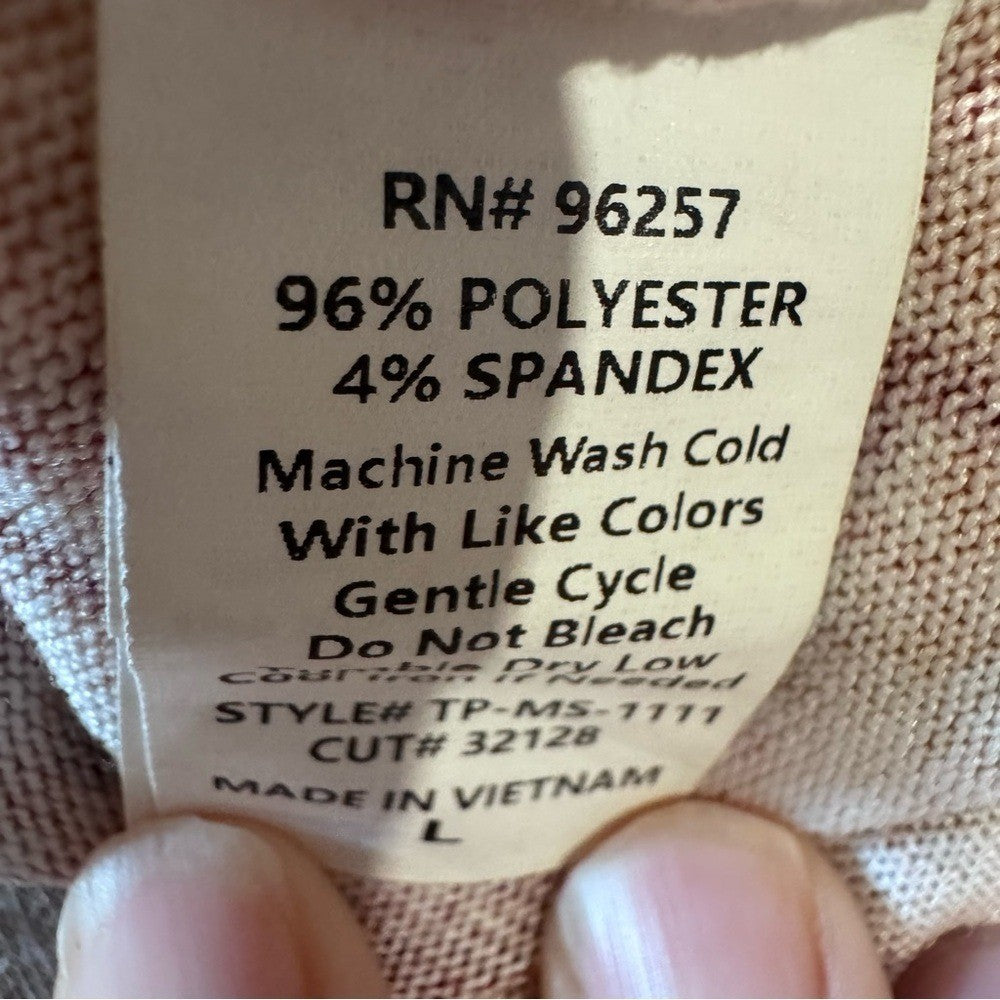 RN# 96257
96% POLYESTER
4% SPANDEX
Machine Wash Cold
With Like Colors
Gentle Cycle
Do Not Bleach
Tumble Dry Low
Cool Iron If Needed
STYLE# TP-MS-1111
CUT# 32128
MADE IN VIETNAM
L